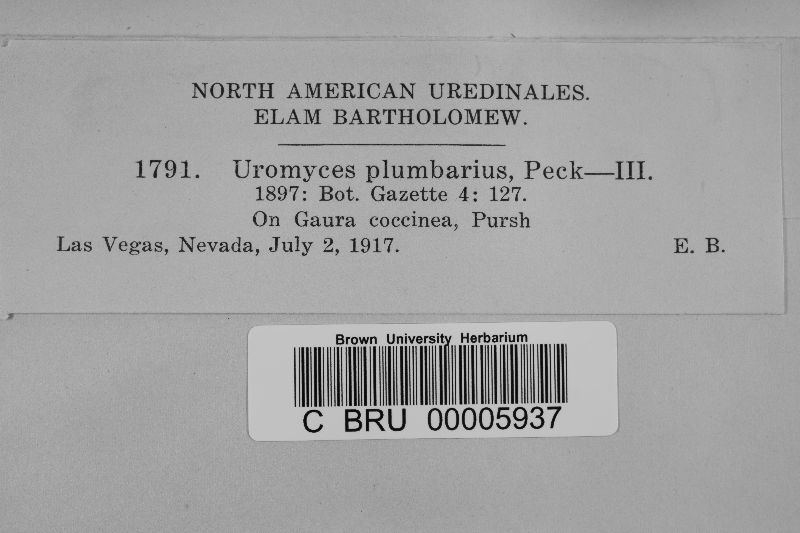 NORTH AMERICAN UREDINALES.
ELAM BARTHOLOMEW.
1791. Uromyces plumbarius, Peck—III.
1897: Bot. Gazette 4: 127.
On Gaura coccinea, Pursh
Las Vegas, Nevada, July 2, 1917. E. B.
Brown University Herbarium
C BRU 00005937